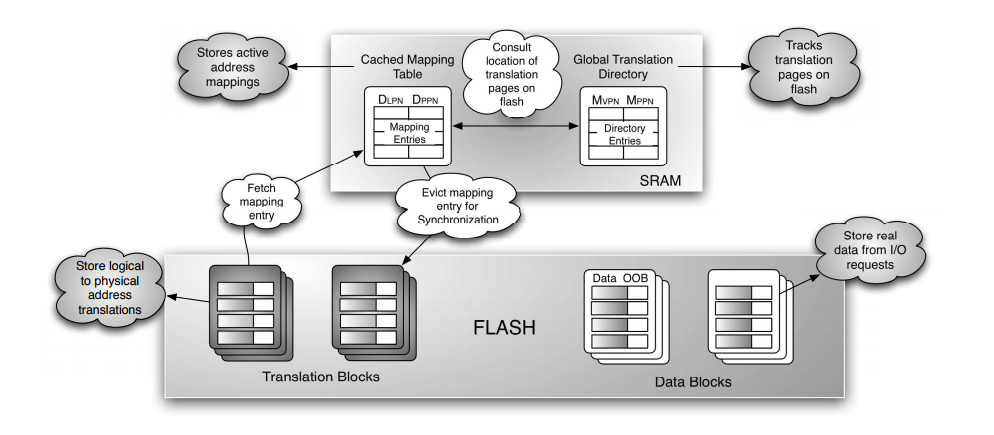 Stores active
address
mappings
Cached Mapping
Table
Consult
location of
translation
pages on
flash
Global Translation
Directory
Tracks
translation
pages on
flash
DLPN DPPN
Mapping
Entries
MVPN MPPN
Directory
Entries
SRAM
Fetch
mapping
entry
Evict mapping
entry for
Synchronization
Store logical
to physical
address
translations
Store real
data from I/O
requests
Data OOB
FLASH
Translation Blocks
Data Blocks